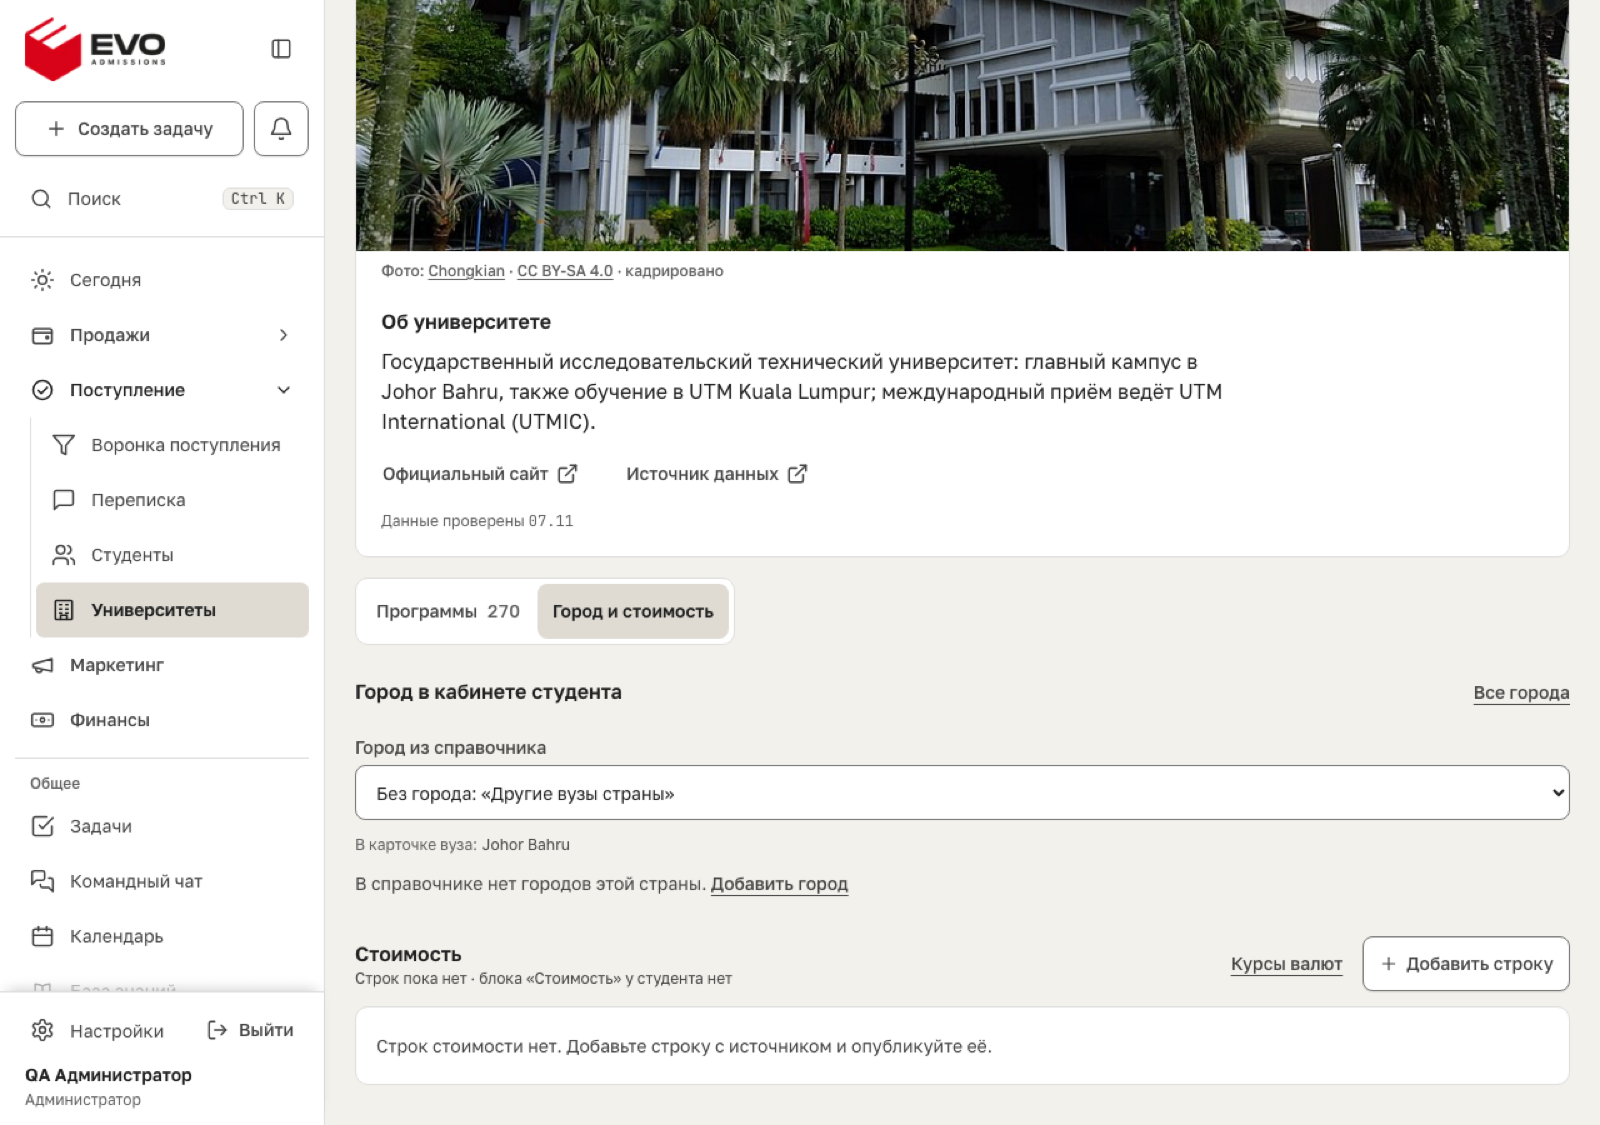 EVO
ADMISSIONS
Создать задачу
Поиск
Ctrl K
Сегодня
Продажи
Поступление
Воронка поступления
Переписка
Студенты
Университеты
Маркетинг
Финансы
Общее
Задачи
Командный чат
Календарь
База знаний
Настройки
Выйти
QA Администратор
Администратор
Фото: Chongkian · CC BY-SA 4.0 · кадрировано
Об университете
Государственный исследовательский технический университет: главный кампус в
Johor Bahru, также обучение в UTM Kuala Lumpur; международный приём ведёт UTM
International (UTMIC).
Официальный сайт
Источник данных
Данные проверены 07.11
Программы 270
Город и стоимость
Город в кабинете студента
Все города
Город из справочника
Без города: «Другие вузы страны»
В карточке вуза: Johor Bahru
В справочнике нет городов этой страны. Добавить город
Стоимость
Строк пока нет · блока «Стоимость» у студента нет
Курсы валют
Добавить строку
Строк стоимости нет. Добавьте строку с источником и опубликуйте её.